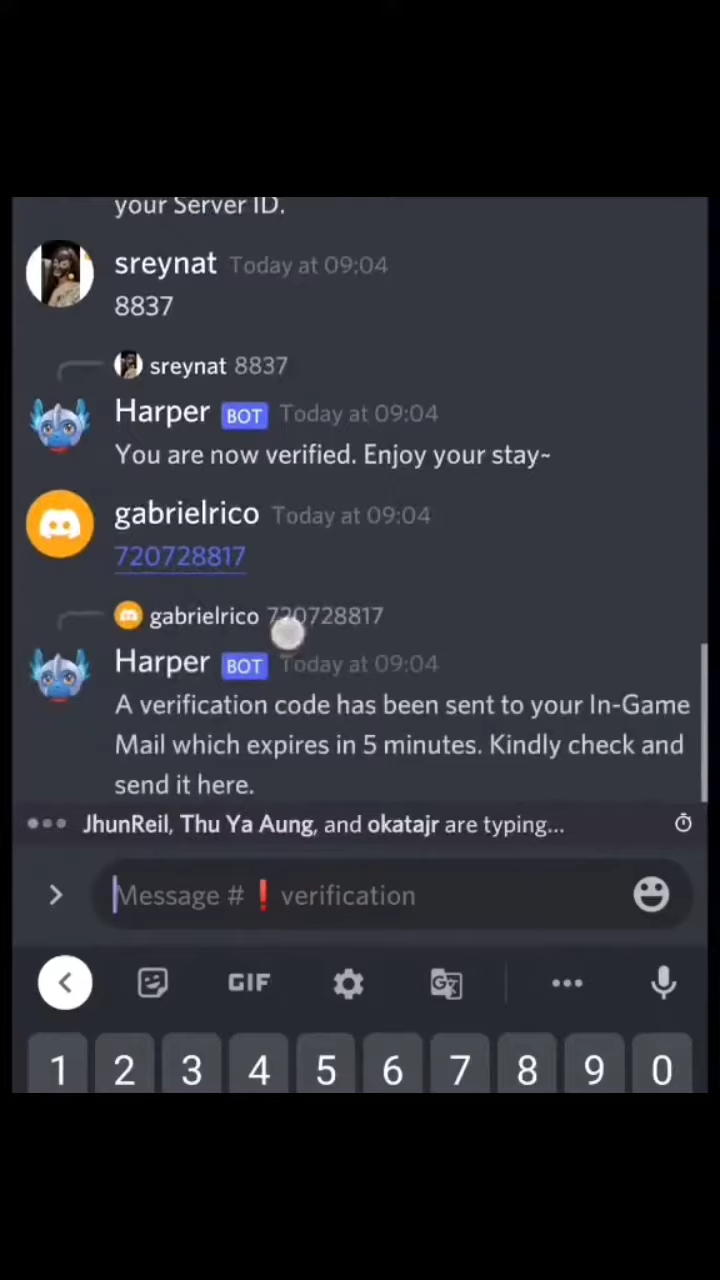 your Server ID.
sreynat Today at 09:04
8837
sreynat 8837
Harper BOT Today at 09:04
You are now verified. Enjoy your stay~
gabrielrico Today at 09:04
720728817
gabrielrico 720728817
Harper BOT Today at 09:04
A verification code has been sent to your In-Game
Mail which expires in 5 minutes. Kindly check and
send it here.
JhunReil, Thu Ya Aung, and okatajr are typing...
Message #❗verification
GIF
1 2 3 4 5 6 7 8 9 0